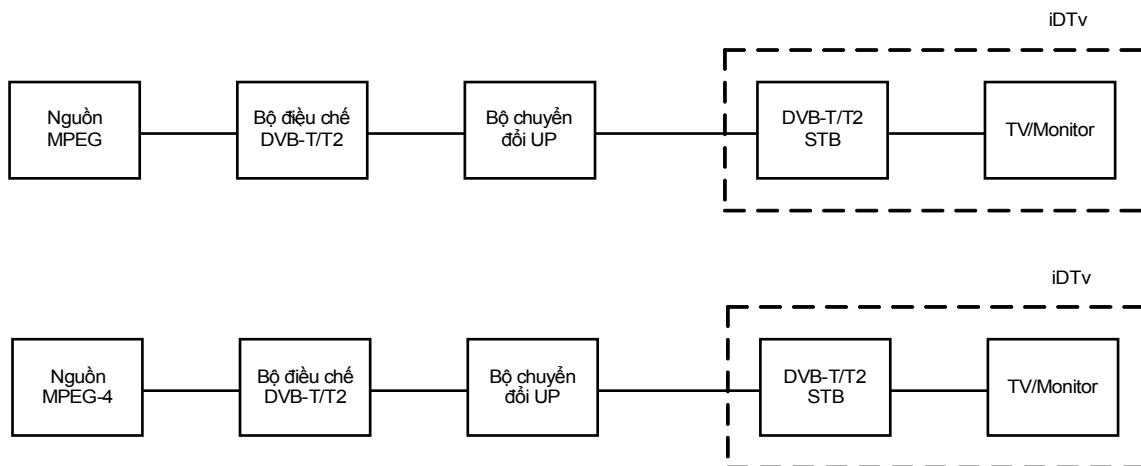 iDTv
Nguồn
MPEG
Bộ điều chế
DVB-T/T2
Bộ chuyển
đổi UP
DVB-T/T2
STB
TV/Monitor
iDTv
Nguồn
MPEG-4
Bộ điều chế
DVB-T/T2
Bộ chuyển
đổi UP
DVB-T/T2
STB
TV/Monitor